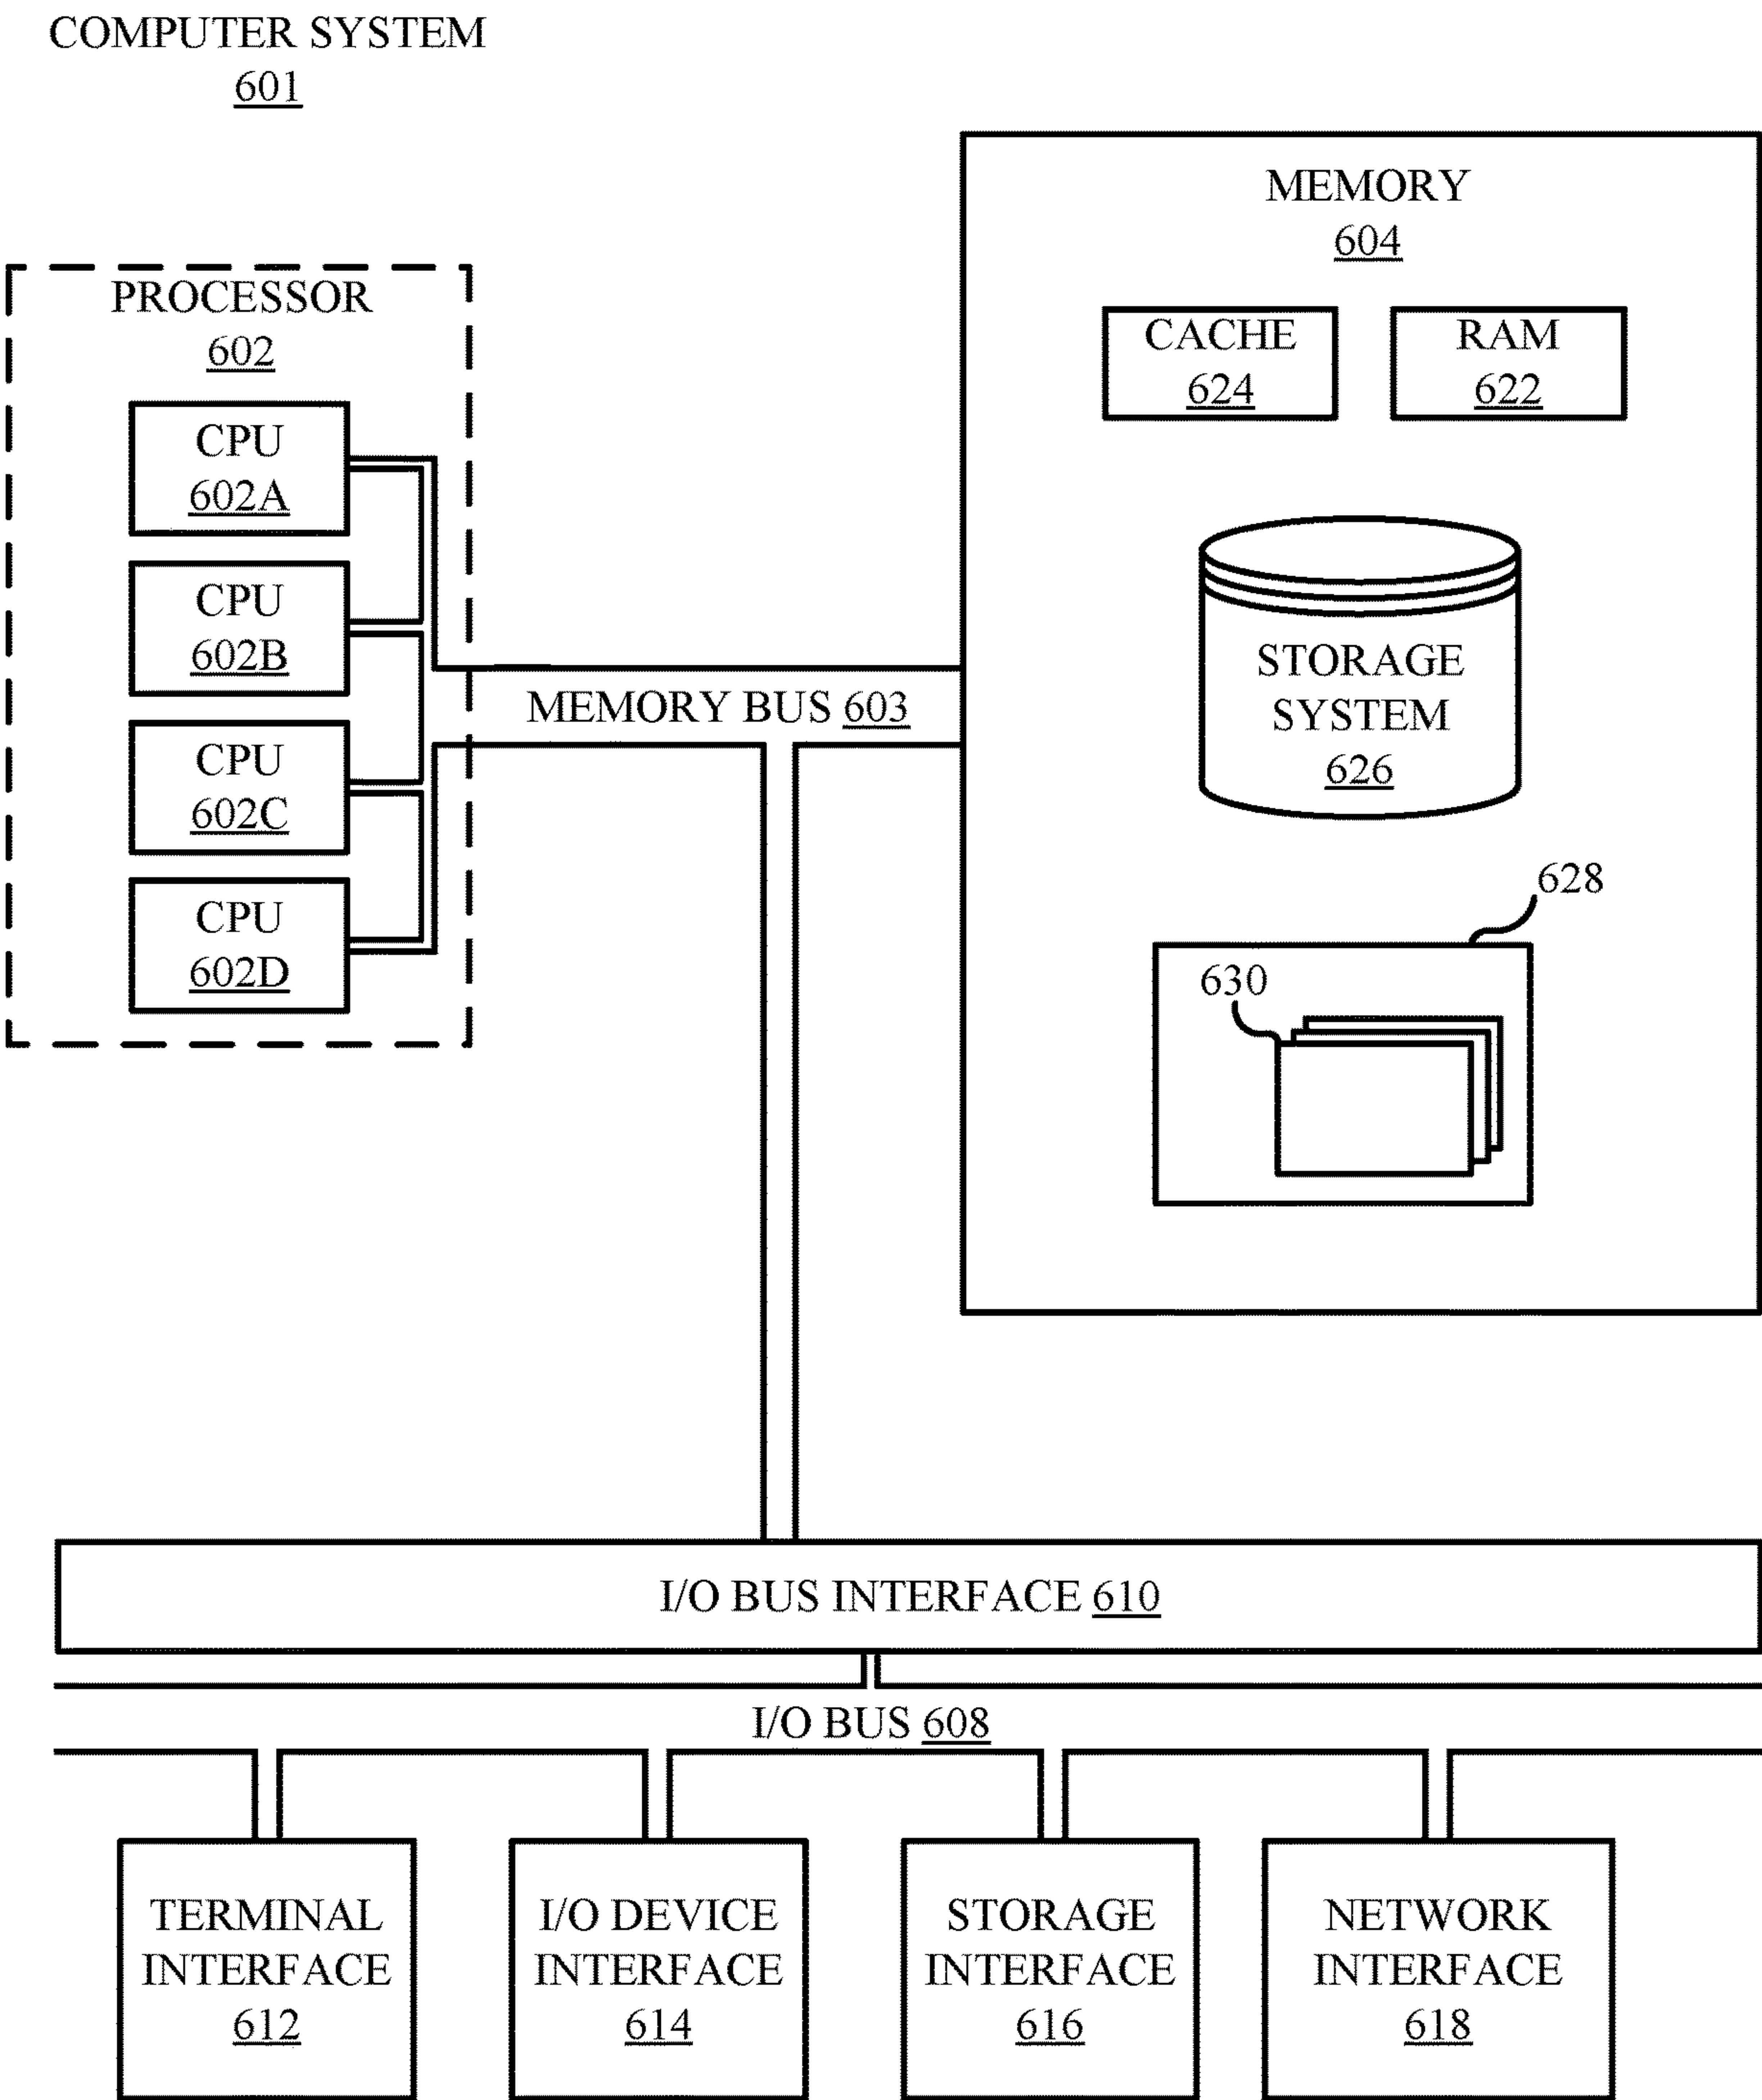 COMPUTER SYSTEM
601
MEMORY
604
PROCESSOR
602
CACHE
624
RAM
622
CPU
602A
CPU
602B
CPU
602C
CPU
602D
MEMORY BUS 603
STORAGE
SYSTEM
626
628
630
I/O BUS INTERFACE 610
I/O BUS 608
TERMINAL
INTERFACE
612
I/O DEVICE
INTERFACE
614
STORAGE
INTERFACE
616
NETWORK
INTERFACE
618